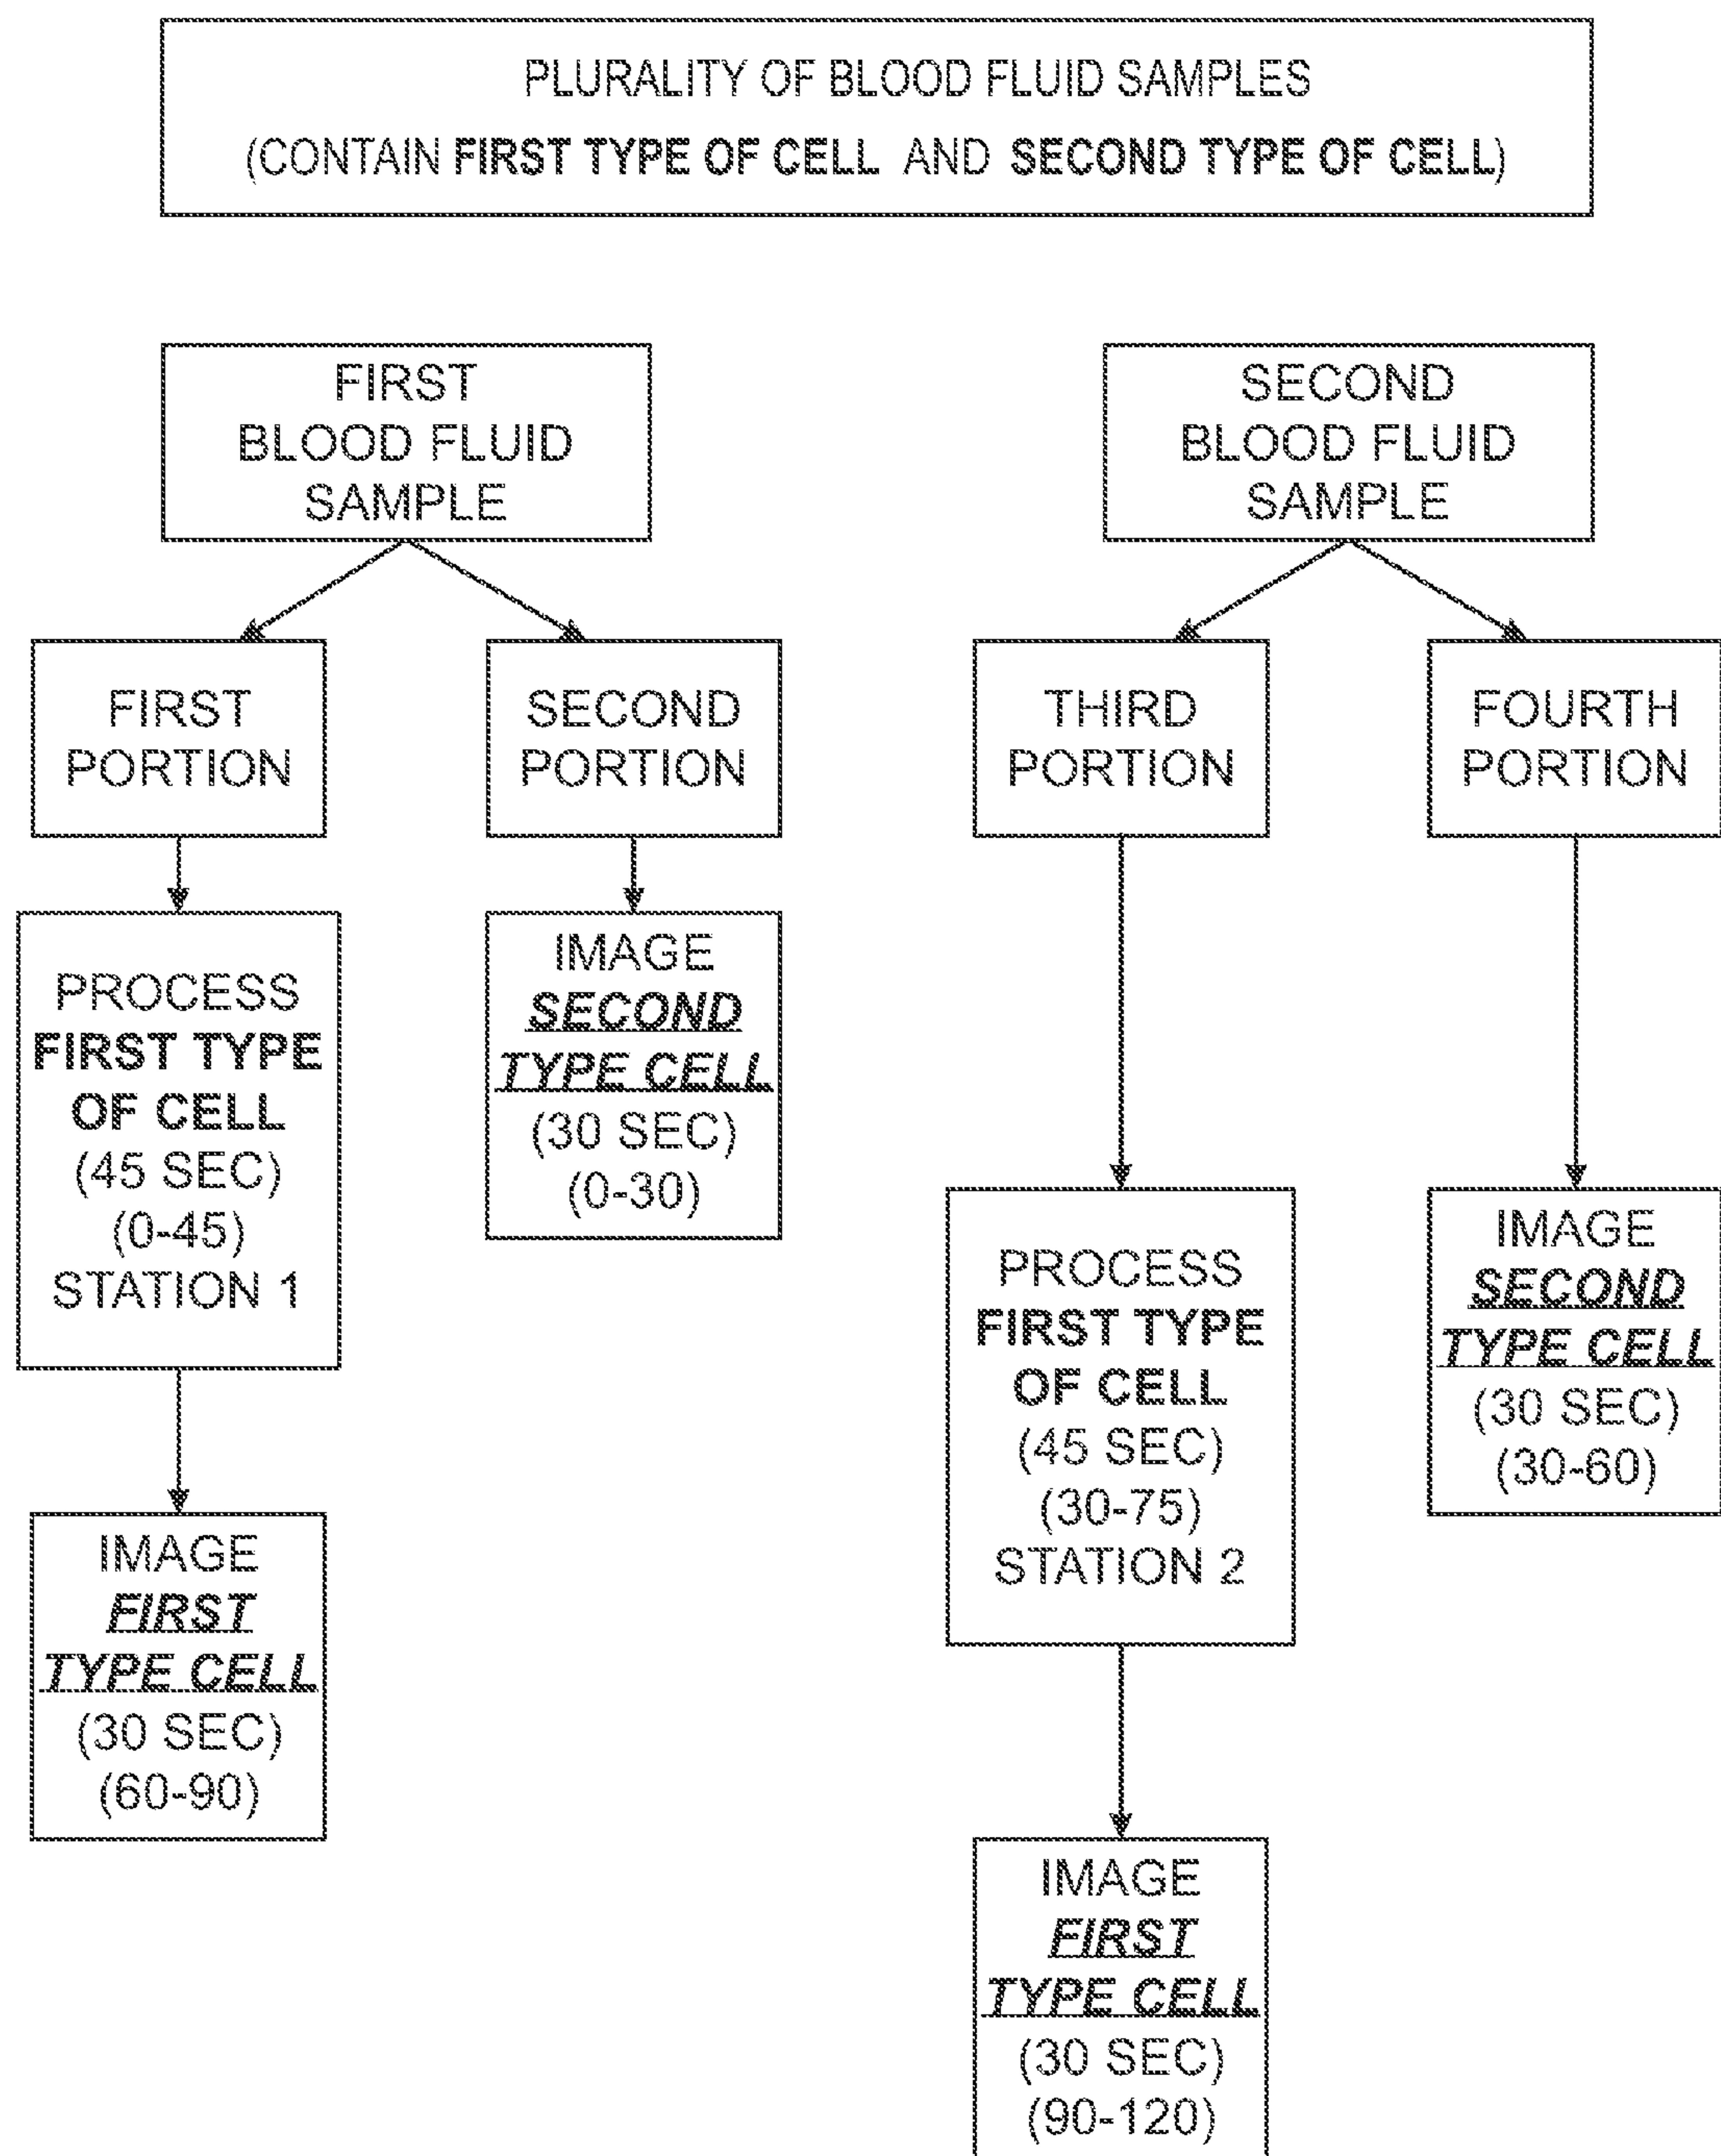 PLURALITY OF BLOOD FLUID SAMPLES
(CONTAIN FIRST TYPE OF CELL AND SECOND TYPE OF CELL)
FIRST
BLOOD FLUID
SAMPLE
SECOND
BLOOD FLUID
SAMPLE
FIRST
PORTION
SECOND
PORTION
THIRD
PORTION
FOURTH
PORTION
PROCESS
FIRST TYPE
OF CELL
(45 SEC)
(0-45)
STATION 1
IMAGE
SECOND
TYPE CELL
(30 SEC)
(0-30)
PROCESS
FIRST TYPE
OF CELL
(45 SEC)
(30-75)
STATION 2
IMAGE
SECOND
TYPE CELL
(30 SEC)
(30-60)
IMAGE
FIRST
TYPE CELL
(30 SEC)
(60-90)
IMAGE
FIRST
TYPE CELL
(30 SEC)
(90-120)